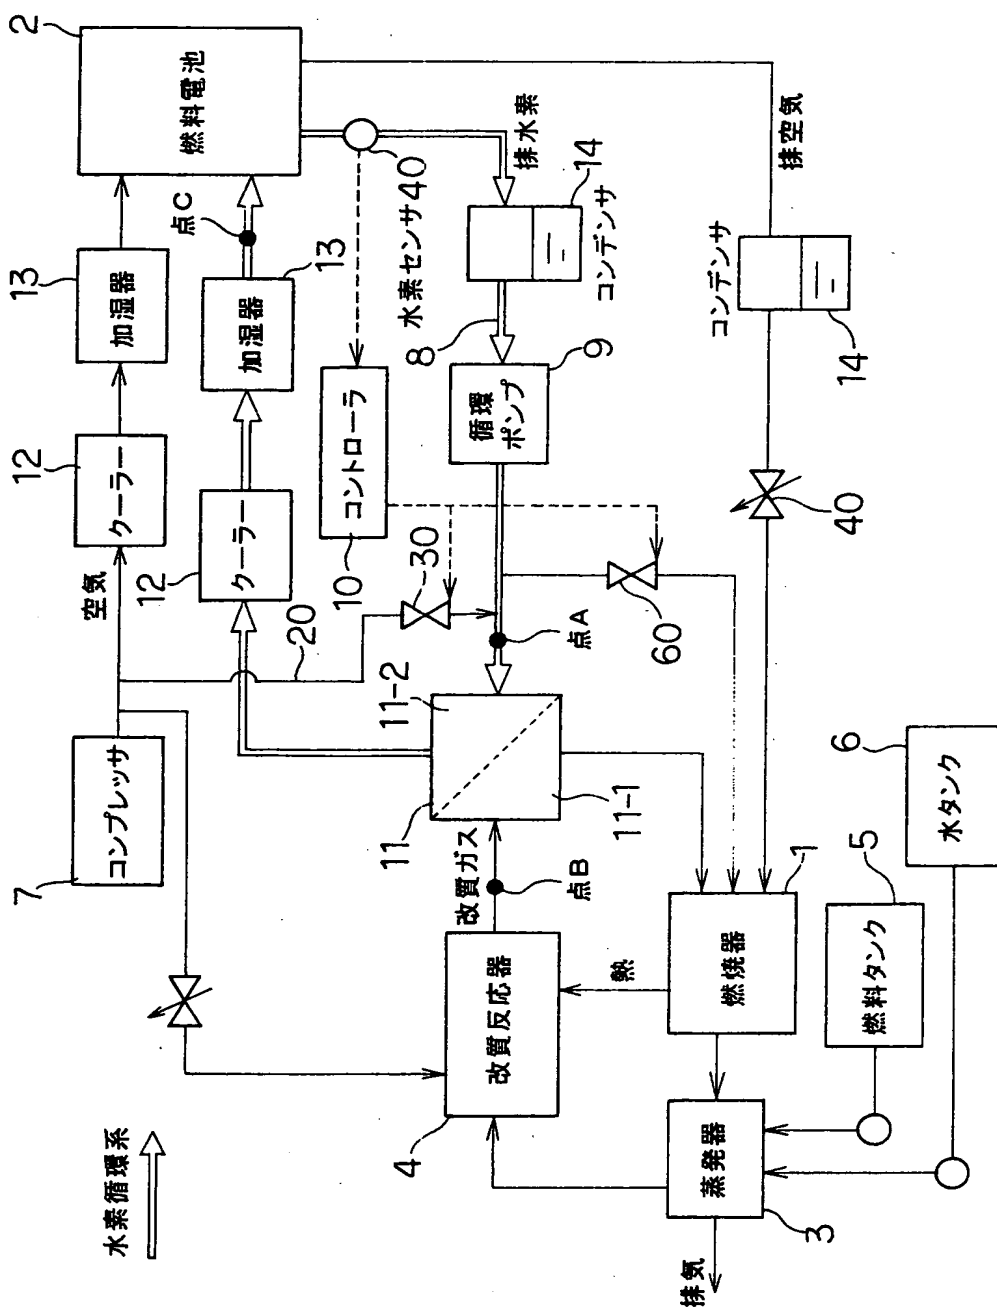 水素循環系
7
コンプレッサ
空気
12
クーラー
13
加湿器
2
燃料電池
20
12
クーラー
加湿器
13
点C
10
コントローラ
水素センサ40
30
8
排水素
11
11-2
11-1
点A
9
循環
ポンプ
14
コンデンサ
60
4
改質反応器
改質ガス
点B
熱
排気
3
蒸発器
1
燃焼器
40
コンデンサ
14
排空気
5
燃料タンク
6
水タンク